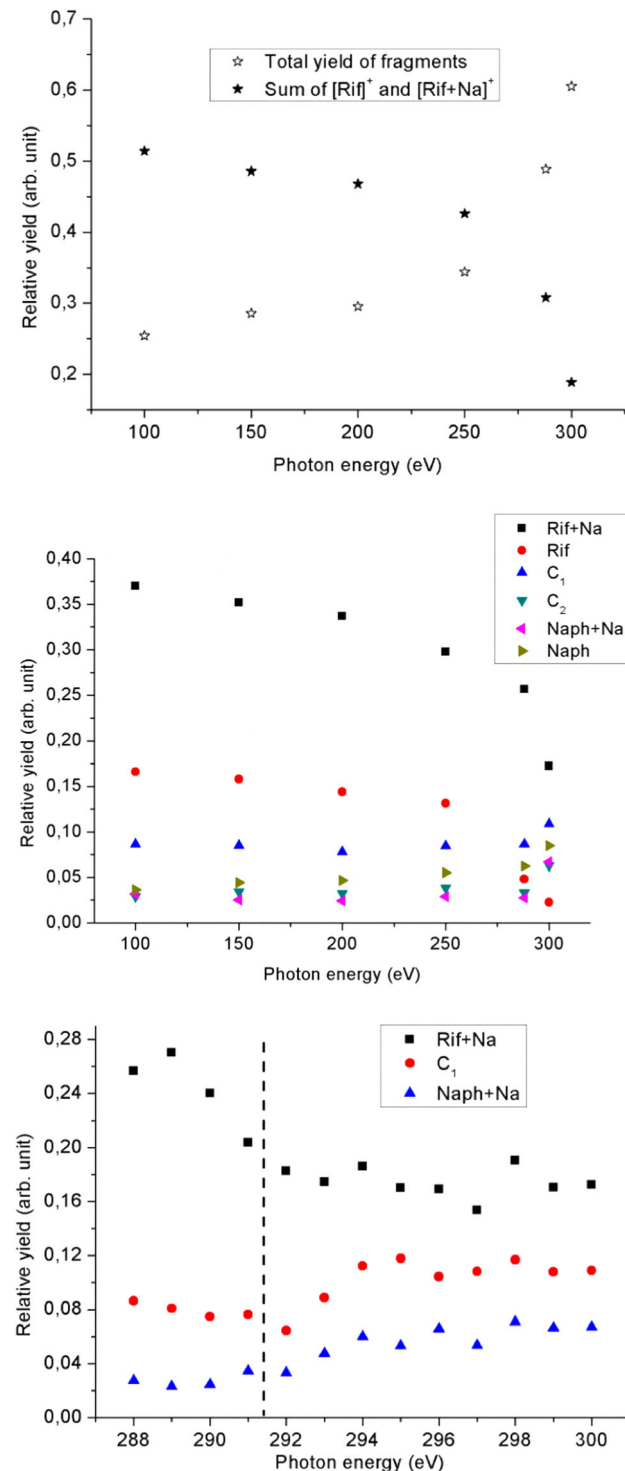 Total yield of fragments
Sum of [Rif]⁺ and [Rif+Na]⁺
0,7
0,6
0,5
0,4
0,3
0,2
Relative yield (arb. unit)
100 150 200 250 300
Photon energy (eV)
Rif+Na
Rif
C₁
C₂
Naph+Na
Naph
0,40
0,35
0,30
0,25
0,20
0,15
0,10
0,05
0,00
Relative yield (arb. unit)
100 150 200 250 300
Photon energy (eV)
Rif+Na
C₁
Naph+Na
0,28
0,24
0,20
0,16
0,12
0,08
0,04
0,00
Relative yield (arb. unit)
288 290 292 294 296 298 300
Photon energy (eV)